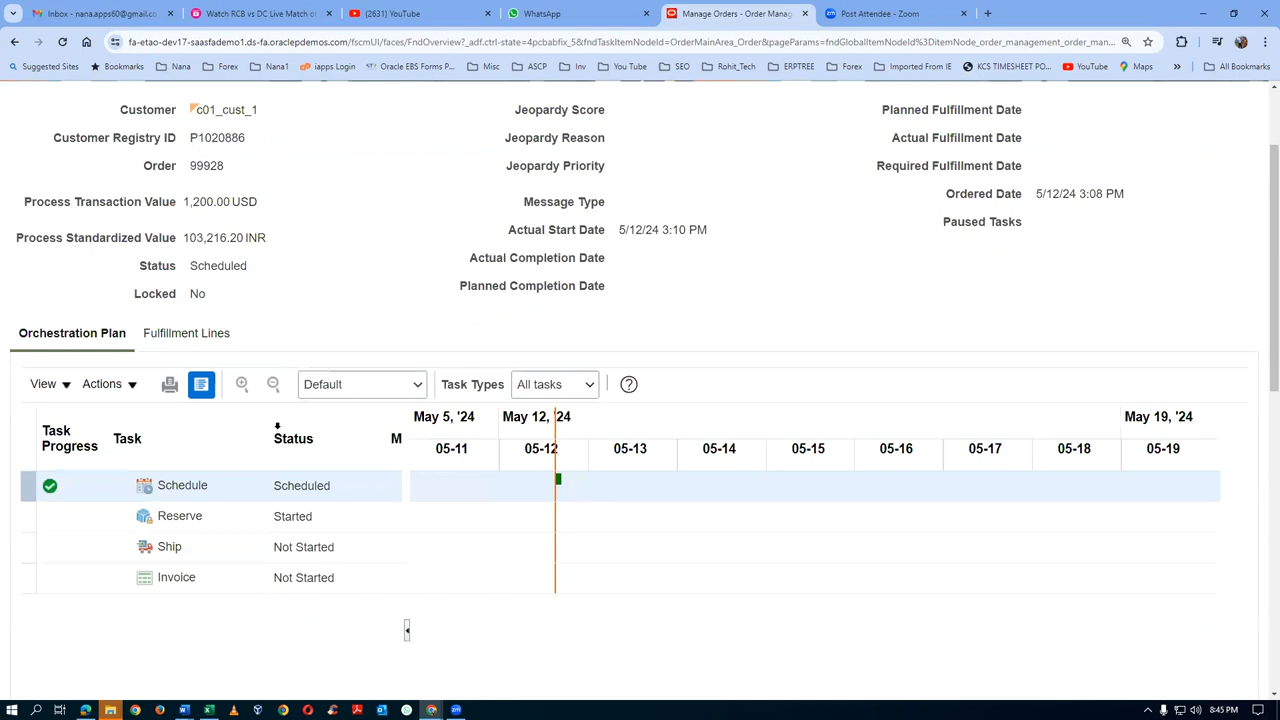 Inbox - nana.apps60@gmail.co
Watch RCB vs DC Live Match of
(2631) YouTube
WhatsApp
Manage Orders - Order Manag
Post Attendee - Zoom
fa-etao-dev17-saasfademo1.ds-fa.oraclepdemos.com/fscmUI/faces/FndOverview?_adf.ctrl-state=4pcbabfix_5&fndTaskItemNodeId=OrderMainArea_Order&pageParams=fndGlobalItemNodeId%3DitemNode_order_management_order_man...
Suggested Sites
Bookmarks
Nana
Forex
Nana1
iapps Login
Oracle EBS Forms P...
Misc
ASCP
Inv
You Tube
SEO
Rohit_Tech
ERPTREE
Forex
Imported From IE
KCS TIMESHEET PO...
YouTube
Maps
»
All Bookmarks
Customer c01_cust_1
Jeopardy Score
Planned Fulfillment Date
Customer Registry ID P1020886
Jeopardy Reason
Actual Fulfillment Date
Order 99928
Jeopardy Priority
Required Fulfillment Date
Ordered Date 5/12/24 3:08 PM
Process Transaction Value 1,200.00 USD
Message Type
Paused Tasks
Actual Start Date 5/12/24 3:10 PM
Process Standardized Value 103,216.20 INR
Actual Completion Date
Status Scheduled
Planned Completion Date
Locked No
Orchestration Plan
Fulfillment Lines
View
Actions
Default
Task Types
All tasks
May 5, '24
May 12, '24
May 19, '24
Task Progress
Task
Status
M
05-11
05-12
05-13
05-14
05-15
05-16
05-17
05-18
05-19
Schedule Scheduled
Reserve Started
Ship Not Started
Invoice Not Started
8:45 PM